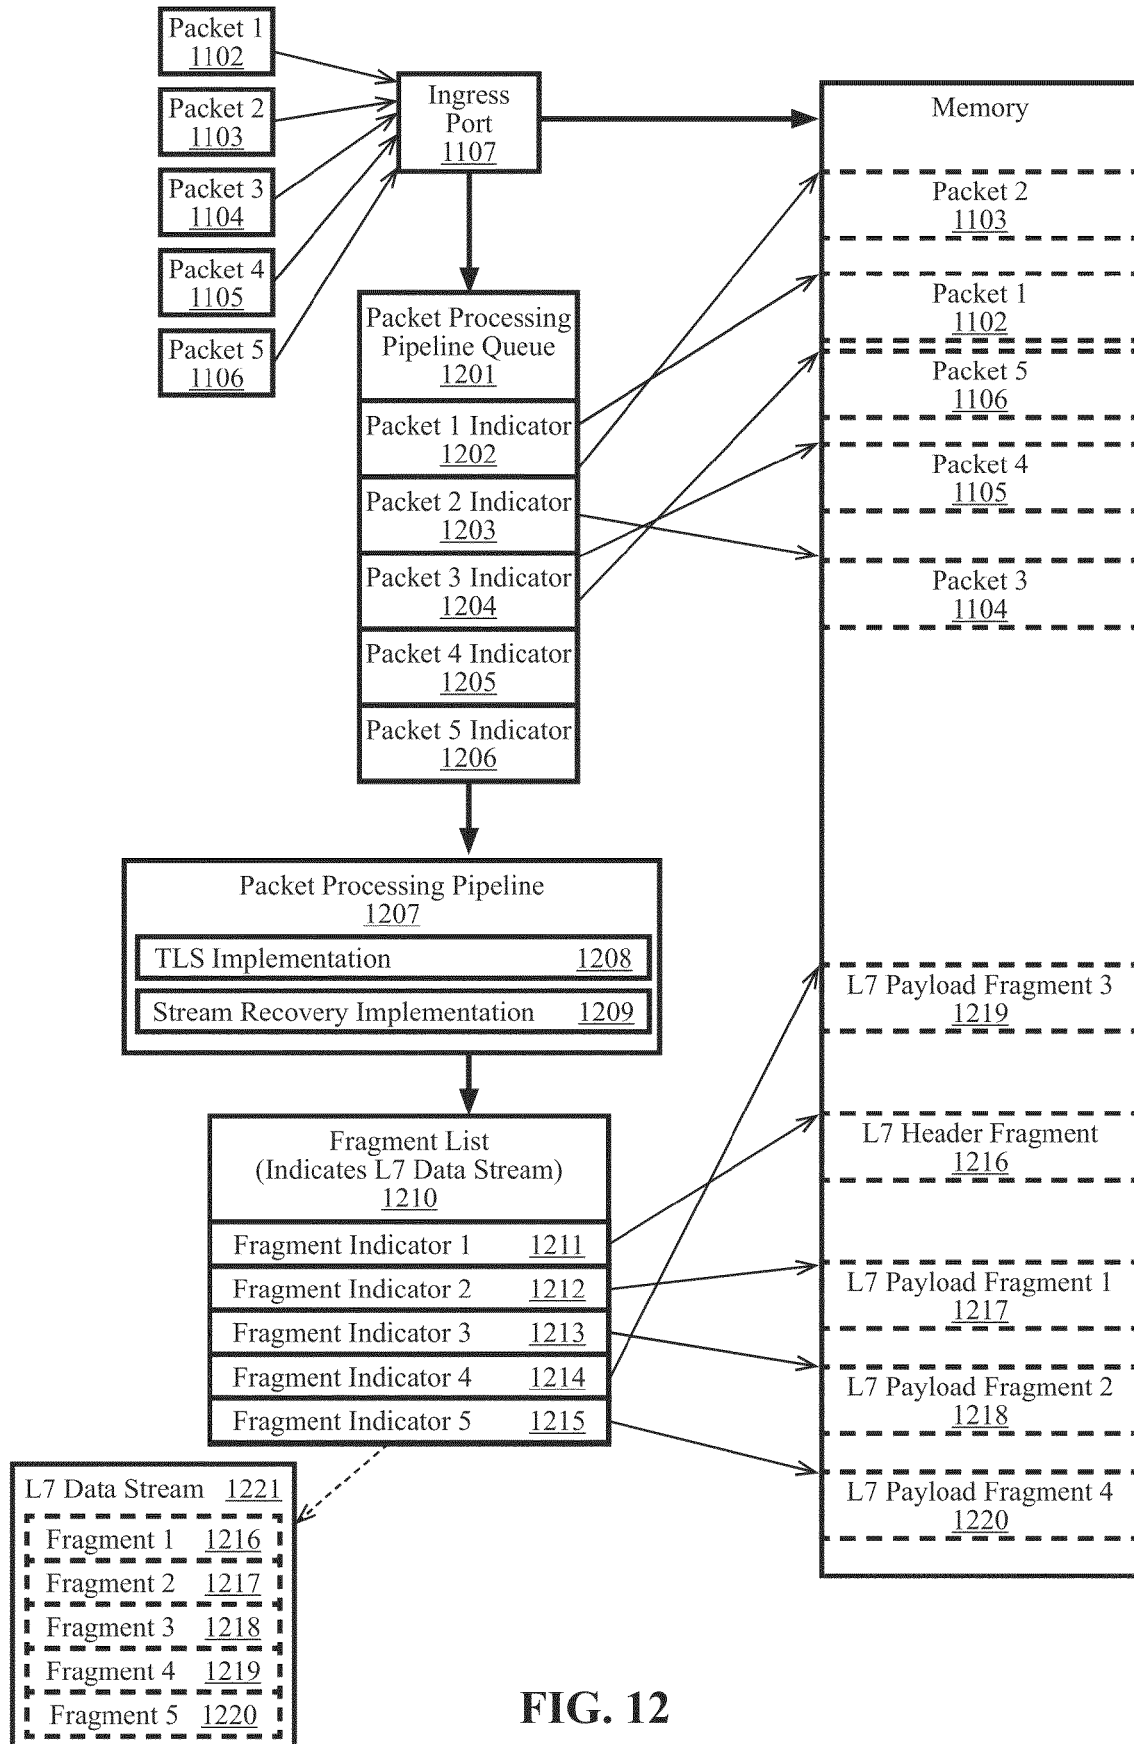 Packet 1
1102
Packet 2
1103
Packet 3
1104
Packet 4
1105
Packet 5
1106
Ingress
Port
1107
Packet Processing
Pipeline Queue
1201
Packet 1 Indicator
1202
Packet 2 Indicator
1203
Packet 3 Indicator
1204
Packet 4 Indicator
1205
Packet 5 Indicator
1206
Packet Processing Pipeline
1207
TLS Implementation 1208
Stream Recovery Implementation 1209
Fragment List
(Indicates L7 Data Stream)
1210
Fragment Indicator 1 1211
Fragment Indicator 2 1212
Fragment Indicator 3 1213
Fragment Indicator 4 1214
Fragment Indicator 5 1215
L7 Data Stream 1221
Fragment 1 1216
Fragment 2 1217
Fragment 3 1218
Fragment 4 1219
Fragment 5 1220
Memory
Packet 2
1103
Packet 1
1102
Packet 5
1106
Packet 4
1105
Packet 3
1104
L7 Payload Fragment 3
1219
L7 Header Fragment
1216
L7 Payload Fragment 1
1217
L7 Payload Fragment 2
1218
L7 Payload Fragment 4
1220
FIG. 12